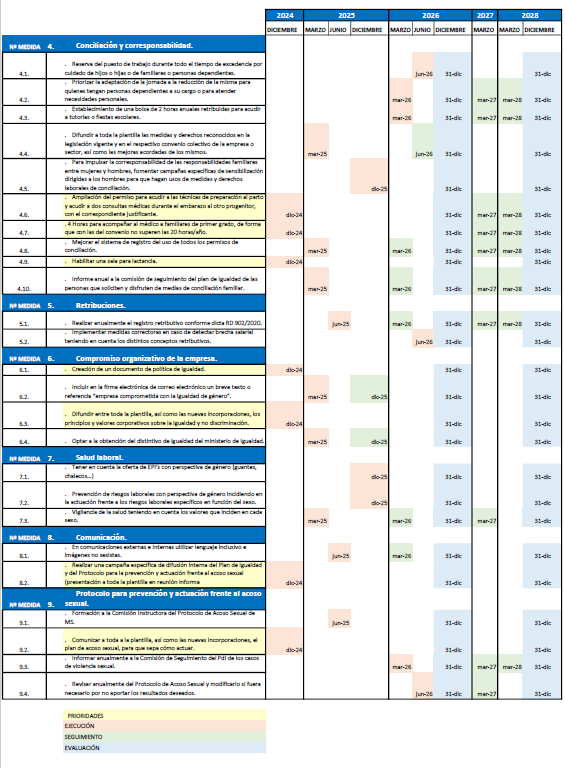 2024 2025 2026 2027 2028
DICIEMBRE MARZO JUNIO DICIEMBRE MARZO JUNIO DICIEMBRE MARZO MARZO DICIEMBRE
Nº MEDIDA 4. Conciliación y corresponsabilidad.
. Reserva del puesto de trabajo durante todo el tiempo de excedencia por
4.1. cuidado de hijos o hijas o de familiares o personas dependientes. jun-26 31-dic 31-dic
. Priorizar la adaptación de la jornada a la reducción de la misma para
4.2. quienes tengan personas dependientes a su cargo o para atender mar-26 31-dic mar-27 mar-28 31-dic
necesidades personales.
. Establecimiento de una bolsa de 2 horas anuales retribuidas para acudir
4.3. a tutorías o fiestas escolares. mar-26 31-dic mar-27 mar-28 31-dic
. Difundir a toda la plantilla las medidas y derechos reconocidos en la
legislación vigente y en el respectivo convenio colectivo de la empresa o
4.4. sector, así como las mejoras acordadas de los mismos. mar-25 jun-26 31-dic 31-dic
. Para impulsar la corresponsabilidad de las responsabilidades familiares
entre mujeres y hombres, fomentar campañas específicas de sensibilización
4.5. dirigidas a los hombres para que hagan usos de medidas y derechos dic-25 31-dic 31-dic
laborales de conciliación.
. Ampliación del permiso para acudir a las técnicas de preparación al parto
4.6. y acudir a dos consultas médicas durante el embarazo al otro progenitor, dic-24 31-dic mar-27 mar-28 31-dic
con el correspondiente justificante.
. 4 Horas para acompañar al médico a familiares de primer grado, de forma
4.7. que con las del convenio no superen las 20 horas/año. dic-24 31-dic mar-27 mar-28 31-dic
. Mejorar el sistema de registro del uso de todos los permisos de
4.8. conciliación. mar-25 mar-26 31-dic mar-27 mar-28 31-dic
4.9. . Habilitar una sala para lactancia. dic-24 31-dic 31-dic
. Informe anual a la comisión de seguimiento del plan de igualdad de las
4.10. personas que soliciten y disfrutan de medias de conciliación familiar. mar-25 mar-26 31-dic mar-27 mar-28 31-dic
Nº MEDIDA 5. Retribuciones.
5.1. . Realizar anualmente el registro retributivo conforme dicta RD 902/2020. jun-25 mar-26 31-dic mar-27 mar-28 31-dic
. Implementar medidas correctoras en caso de detectar brecha salarial
5.2. teniendo en cuenta los distintos conceptos retributivos. jun-26 31-dic 31-dic
Nº MEDIDA 6. Compromiso organizativo de la empresa.
6.1. . Creación de un documento de política de igualdad. dic-24 31-dic 31-dic
. Incluir en la firma electrónica de correo electrónico un breve texto o
6.2. referencia "empresa comprometida con la igualdad de género". mar-25 dic-25 31-dic 31-dic
. Difundir entre toda la plantilla, así como las nuevas incorporaciones, los
6.3. principios y valores corporativos sobre la igualdad y no discriminación. dic-24 31-dic 31-dic
6.4. . Optar a la obtención del distintivo de igualdad del ministerio de igualdad. mar-25 dic-25 31-dic 31-dic
Nº MEDIDA 7. Salud laboral.
. Tener en cuenta la oferta de EPI's con perspectiva de género (guantes,
7.1. chalecos...) dic-25 31-dic 31-dic
. Prevención de riesgos laborales con perspectiva de género incidiendo en
7.2. la actuación frente a los riesgos laborales específicos en función del sexo. dic-25 31-dic 31-dic
. Vigilancia de la salud teniendo en cuenta los valores que inciden en cada
7.3. sexo. mar-25 mar-26 31-dic mar-27 31-dic
Nº MEDIDA 8. Comunicación.
. En comunicaciones externas e internas utilizar lenguaje inclusivo e
8.1. imágenes no sexistas. jun-25 mar-26 31-dic 31-dic
. Realizar una campaña específica de difusión interna del Plan de Igualdad
y del Protocolo para la prevención y actuación frente al acoso sexual
8.2. (presentación a toda la plantilla en reunión informa dic-24 31-dic 31-dic
Protocolo para prevención y actuación frente al acoso
Nº MEDIDA 9. sexual.
. Formación a la Comisión Instructora del Protocolo de Acoso Sexual de
9.1. MS. jun-25 31-dic 31-dic
. Comunicar a toda la plantilla, así como las nuevas incorporaciones, el
9.2. plan de acoso sexual, para que sepa cómo actuar. dic-24 31-dic 31-dic
. Informar anualmente a la Comisión de Seguimiento del PdI de los casos
9.3. de violencia sexual. mar-26 31-dic mar-27 mar-28 31-dic
. Revisar anualmente del Protocolo de Acoso Sexual y modificarlo si fuera
9.4. necesario por no aportar los resultados deseados. jun-26 31-dic mar-27 31-dic
PRIORIDADES
EJECUCIÓN
SEGUIMIENTO
EVALUACIÓN